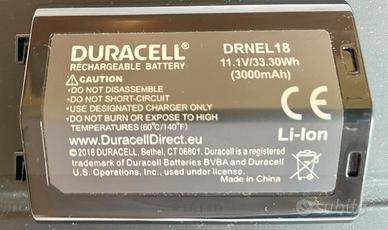 DURACELL®
RECHARGEABLE BATTERY
DRNEL18
11.1V/33.30Wh
(3000mAh)
⚠CAUTION
•DO NOT DISASSEMBLE
•DO NOT SHORT-CIRCUIT
•USE DESIGNATED CHARGER ONLY
•DO NOT BURN OR EXPOSE TO HIGH
TEMPERATURES (60°C/140°F)
www.DuracellDirect.eu
Li-Ion
©2018 DURACELL, Bethel, CT 06801. Duracell is a registered
trademark of Duracell Batteries BVBA and Duracell
U.S. Operations, Inc., used under license.
Made in China
subito